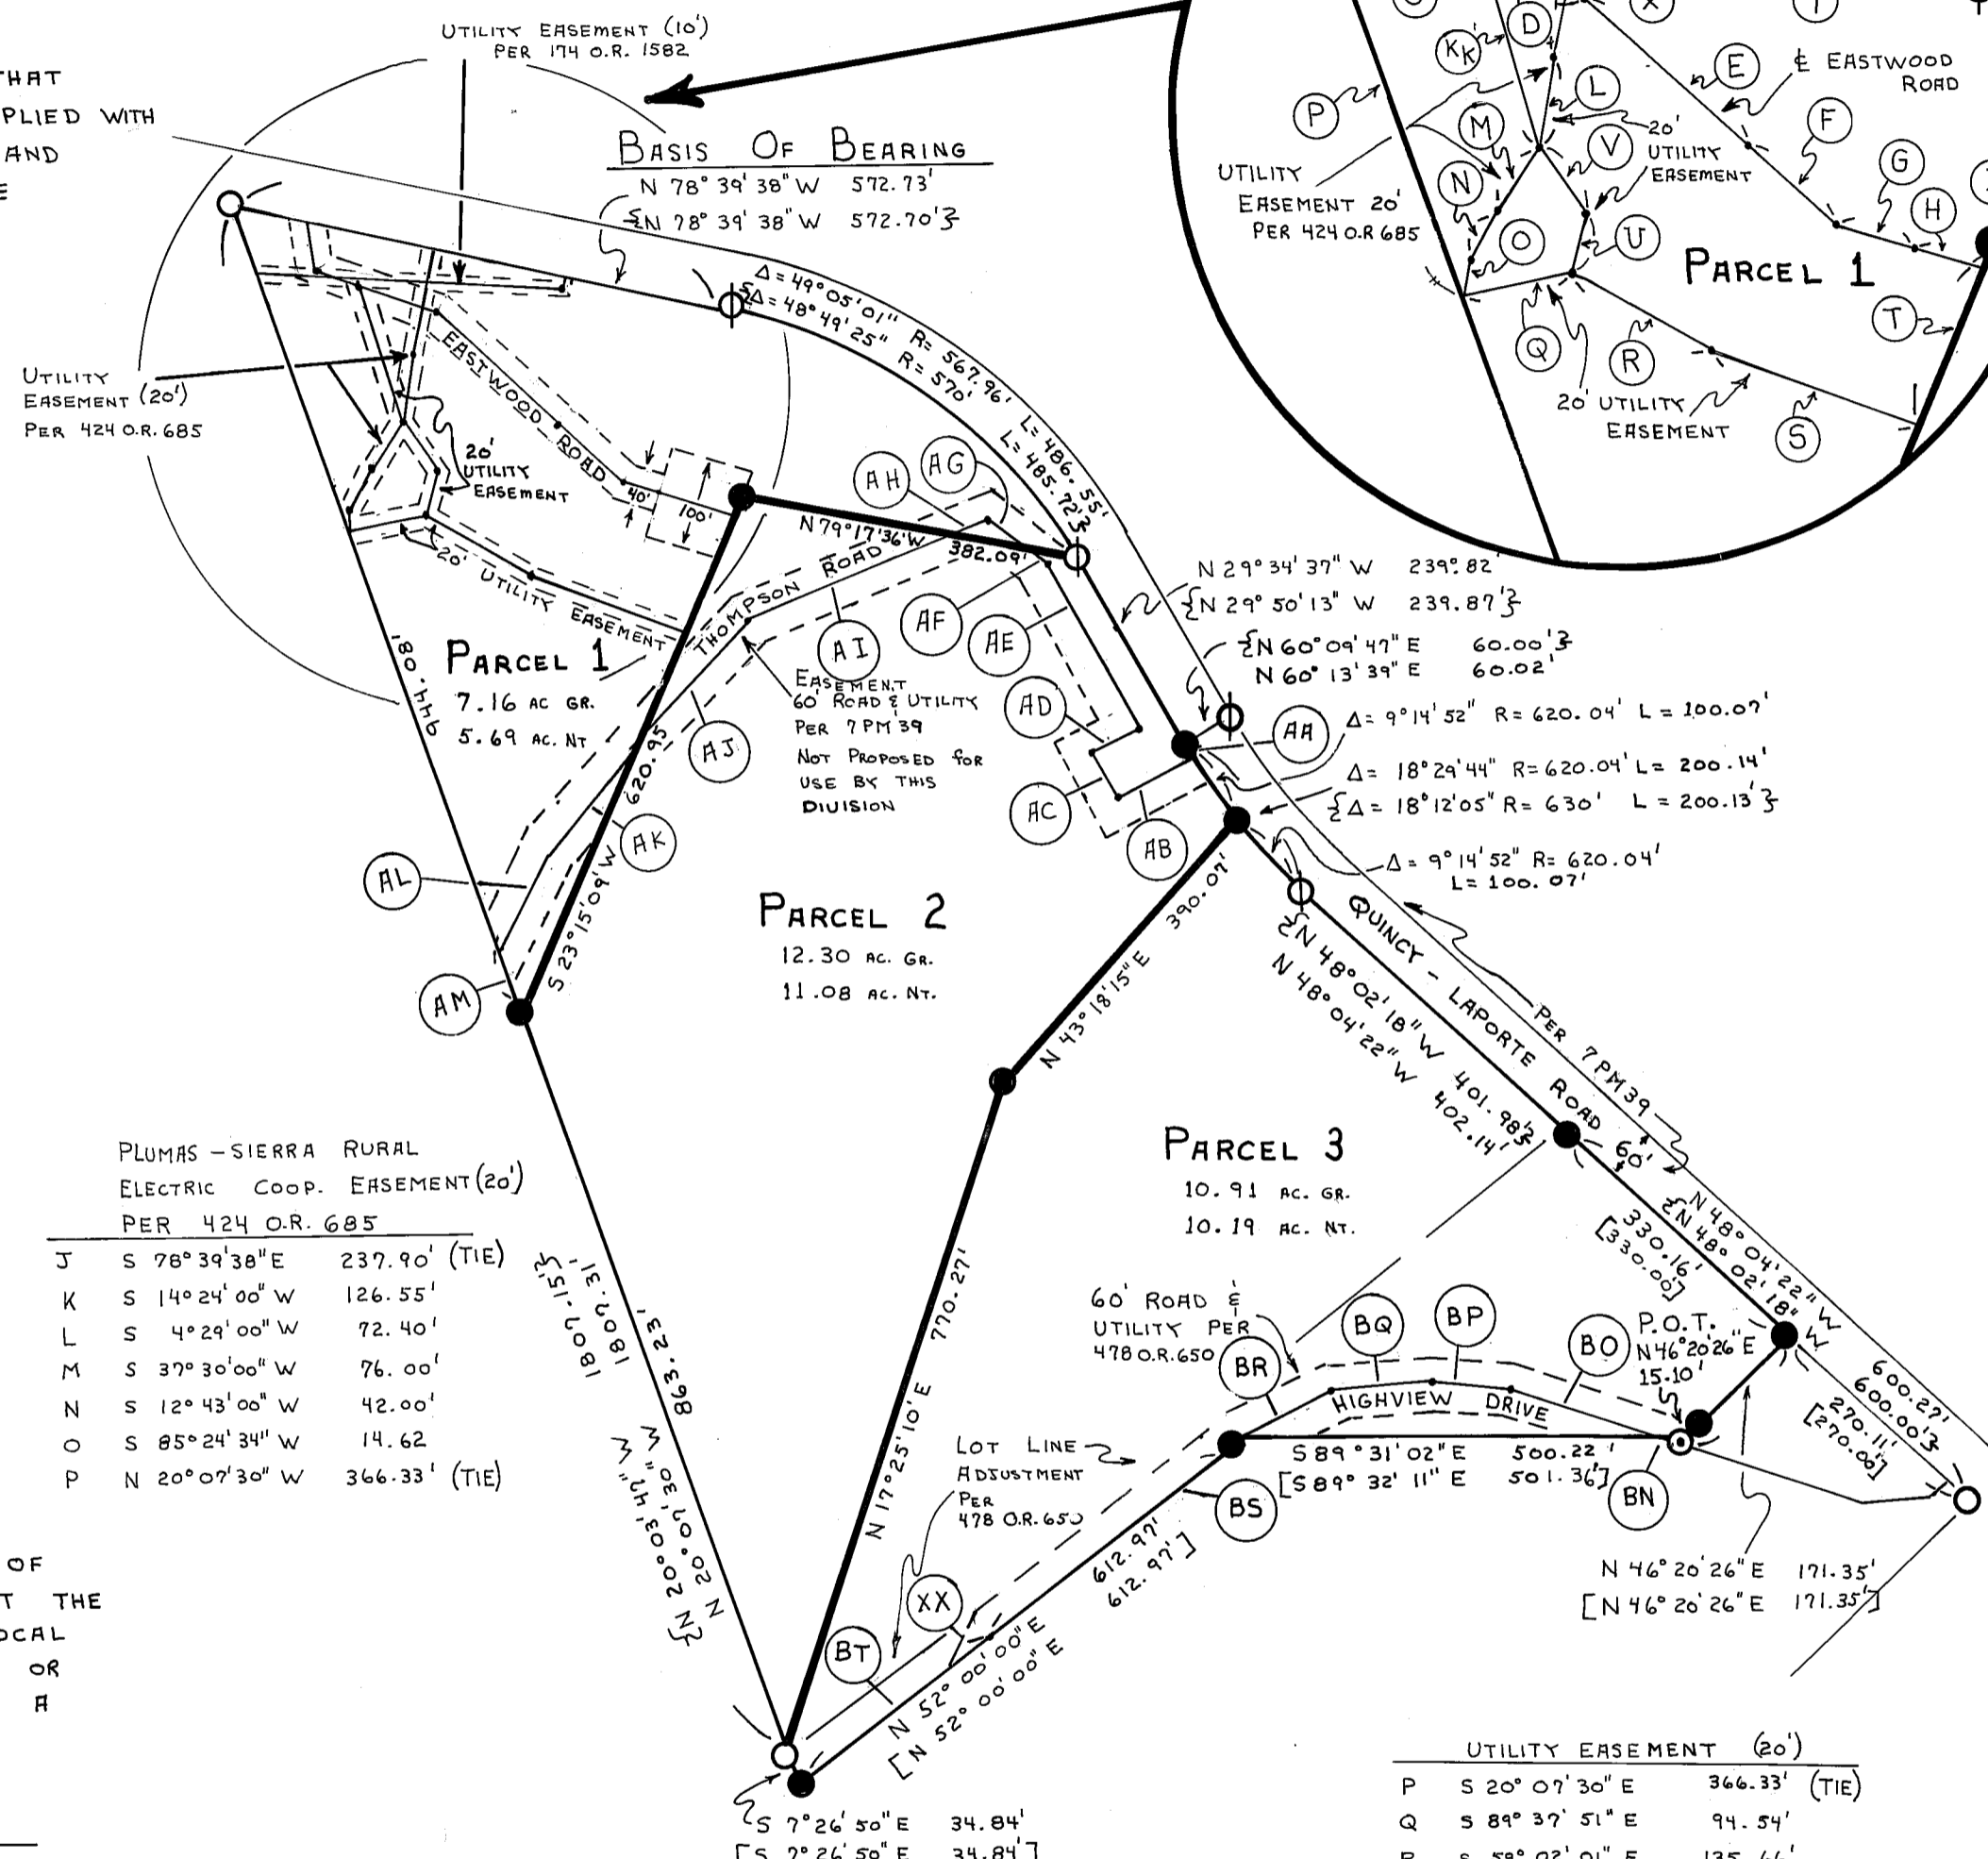 UTILITY EASEMENT (10')
PER 174 O.R. 1582
THAT
PLIED WITH
AND
BASIS OF BEARING
N 78° 39' 38" W 572.73'
{N 78° 39' 38" W 572.70'}
Δ = 49° 05' 01" R = 567.96' L = 486.55'
{Δ = 48° 49' 25" R = 570' L = 485.72'}
UTILITY
EASEMENT (20')
PER 424 O.R. 685
EASTWOOD ROAD
20'
UTILITY
EASEMENT
40'
100'
20' UTILITY EASEMENT
944.08'
PARCEL 1
7.16 AC GR.
5.69 AC. NT
N 79° 17' 36" W 382.09'
THOMPSON ROAD
AH
AG
AF
AE
AI
AD
AJ
AC
AB
AA
AK
AL
AM
EASEMENT
60' ROAD & UTILITY
PER 7 PM 39
NOT PROPOSED for
USE BY THIS
DIVISION
S 23° 15' 09" W 620.95'
N 29° 34' 37" W 239.82'
{N 29° 50' 13" W 239.87'}
{N 60° 09' 47" E 60.00'}
N 60° 13' 39" E 60.02'
Δ = 9° 14' 52" R = 620.04' L = 100.07'
Δ = 18° 29' 44" R = 620.04' L = 200.14'
{Δ = 18° 12' 05" R = 630' L = 200.13'}
Δ = 9° 14' 52" R = 620.04'
L = 100.07'
PARCEL 2
12.30 AC. GR.
11.08 AC. NT.
N 43° 18' 15" E 390.07'
QUINCY - LAPORTE ROAD 60'
PER 7PM39
{N 48° 02' 18" W 401.98'}
N 48° 04' 22" W 402.14'
PARCEL 3
10.91 AC. GR.
10.19 AC. NT.
N 48° 04' 22" W 600.27'
{N 48° 02' 18" W 600.00'}
330.16'
[330.00']
270.11'
[270.00']
P.O.T.
N 46° 20' 26" E
15.10'
60' ROAD &
UTILITY PER
478 O.R. 650
BR
BQ
BP
BO
HIGHVIEW DRIVE
S 89° 31' 02" E 500.22'
[S 89° 32' 11" E 501.36']
BN
BS
N 46° 20' 26" E 171.35'
[N 46° 20' 26" E 171.35']
LOT LINE
ADJUSTMENT
PER
478 O.R. 650
N 17° 25' 10" E 770.27'
612.97'
612.97']
N 52° 00' 00" E
[N 52° 00' 00" E
XX
BT
863.23'
1807.31'
1807.15'}
N 20° 07' 30" W
{N 20° 03' 47" W
S 7° 26' 50" E 34.84'
[S 7° 26' 50" E 34.84']
PLUMAS - SIERRA RURAL
ELECTRIC COOP. EASEMENT (20')
PER 424 O.R. 685
J S 78° 39' 38" E 237.90' (TIE)
K S 14° 24' 00" W 126.55'
L S 4° 29' 00" W 72.40'
M S 37° 30' 00" W 76.00'
N S 12° 43' 00" W 42.00'
O S 85° 24' 34" W 14.62
P N 20° 07' 30" W 366.33' (TIE)
OF
T THE
OCAL
OR
A
UTILITY EASEMENT (20')
P S 20° 07' 30" E 366.33' (TIE)
Q S 89° 37' 51" E 94.54'
KK
D
X
E
℄ EASTWOOD
ROAD
P
L
M
20'
UTILITY
EASEMENT
V
F
G
H
N
UTILITY
EASEMENT 20'
PER 424 O.R 685
O
U
PARCEL 1
T
Q
R
20' UTILITY
EASEMENT
S